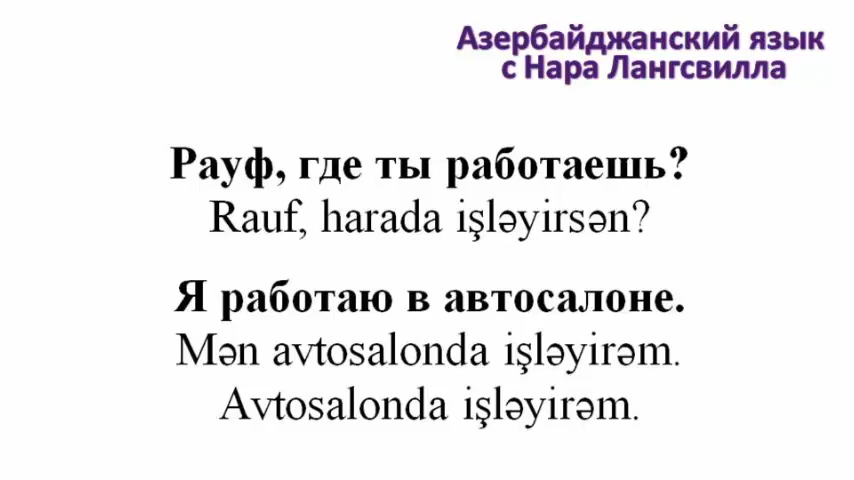 Азербайджанский язык
с Нара Лангсвилла
Рауф, где ты работаешь?
Rauf, harada işləyirsən?
Я работаю в автосалоне.
Mən avtosalonda işləyirəm.
Avtosalonda işləyirəm.